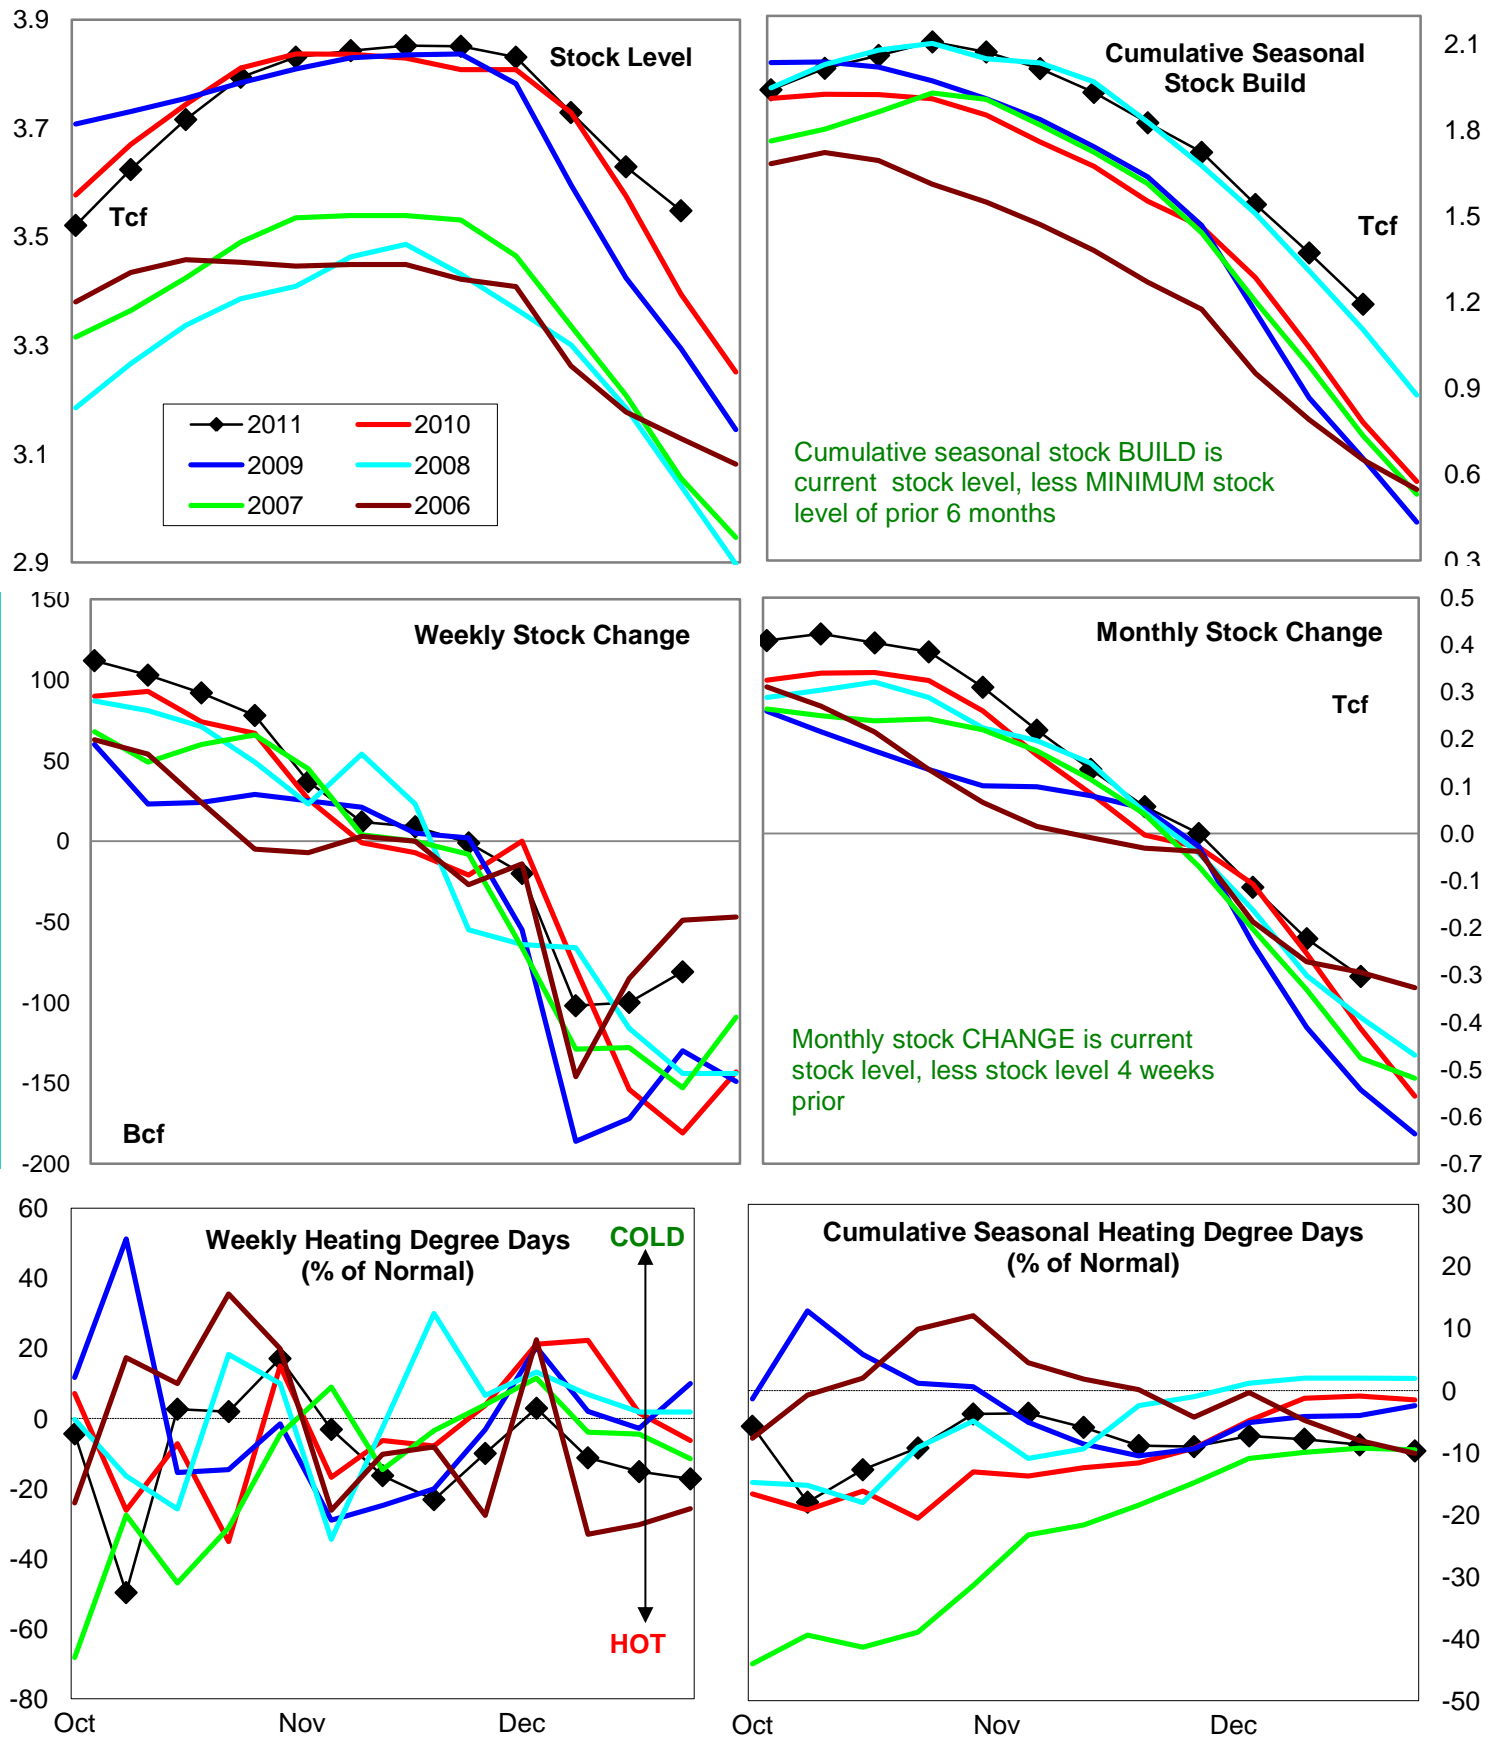 3.9
3.7
3.5
3.3
3.1
2.9
Stock Level
Tcf
2011
2010
2009
2008
2007
2006
Cumulative Seasonal
Stock Build
Tcf
Cumulative seasonal stock BUILD is
current stock level, less MINIMUM stock
level of prior 6 months
2.1
1.8
1.5
1.2
0.9
0.6
0.3
150
100
50
0
-50
-100
-150
-200
Weekly Stock Change
Bcf
Monthly Stock Change
Tcf
Monthly stock CHANGE is current
stock level, less stock level 4 weeks
prior
0.5
0.4
0.3
0.2
0.1
0.0
-0.1
-0.2
-0.3
-0.4
-0.5
-0.6
-0.7
60
40
20
0
-20
-40
-60
-80
Weekly Heating Degree Days
(% of Normal)
COLD
HOT
Oct
Nov
Dec
Cumulative Seasonal Heating Degree Days
(% of Normal)
30
20
10
0
-10
-20
-30
-40
-50
Oct
Nov
Dec